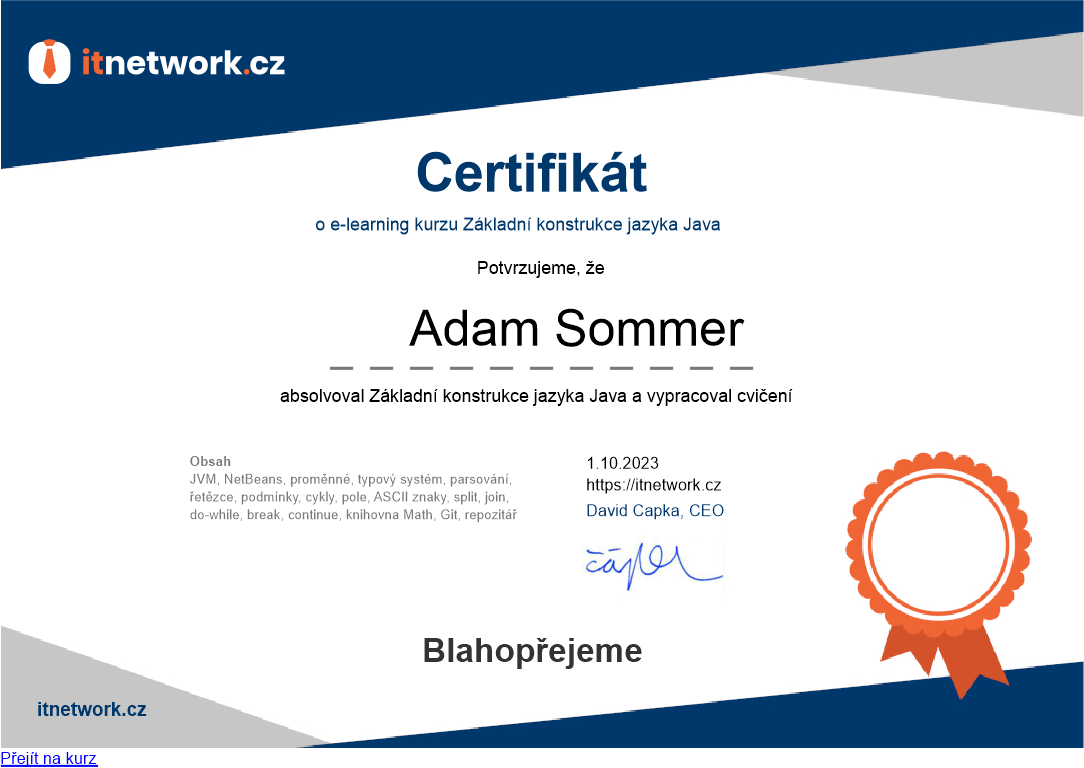 itnetwork.cz
Certifikát
o e-learning kurzu Základní konstrukce jazyka Java
Potvrzujeme, že
Adam Sommer
absolvoval Základní konstrukce jazyka Java a vypracoval cvičení
Obsah
JVM, NetBeans, proměnné, typový systém, parsování,
řetězce, podmínky, cykly, pole, ASCII znaky, split, join,
do-while, break, continue, knihovna Math, Git, repozitář
1.10.2023
https://itnetwork.cz
David Capka, CEO
Blahopřejeme
itnetwork.cz
Přejít na kurz